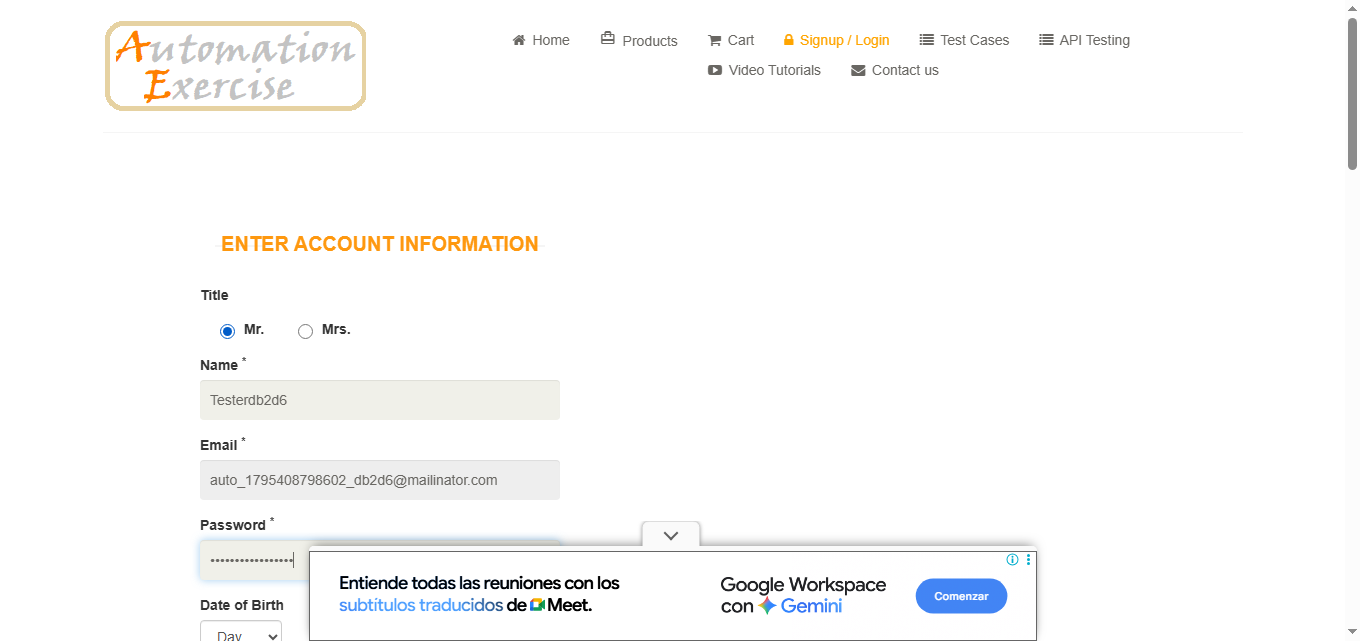 Automation
Exercise
Home
Products
Cart
Signup / Login
Test Cases
API Testing
Video Tutorials
Contact us
ENTER ACCOUNT INFORMATION
Title
Mr.
Mrs.
Name *
Testerdb2d6
Email *
auto_1795408798602_db2d6@mailinator.com
Password *
•••••••••••••••••
Date of Birth
Day
Entiende todas las reuniones con los
subtítulos traducidos de Meet.
Google Workspace
con Gemini
Comenzar